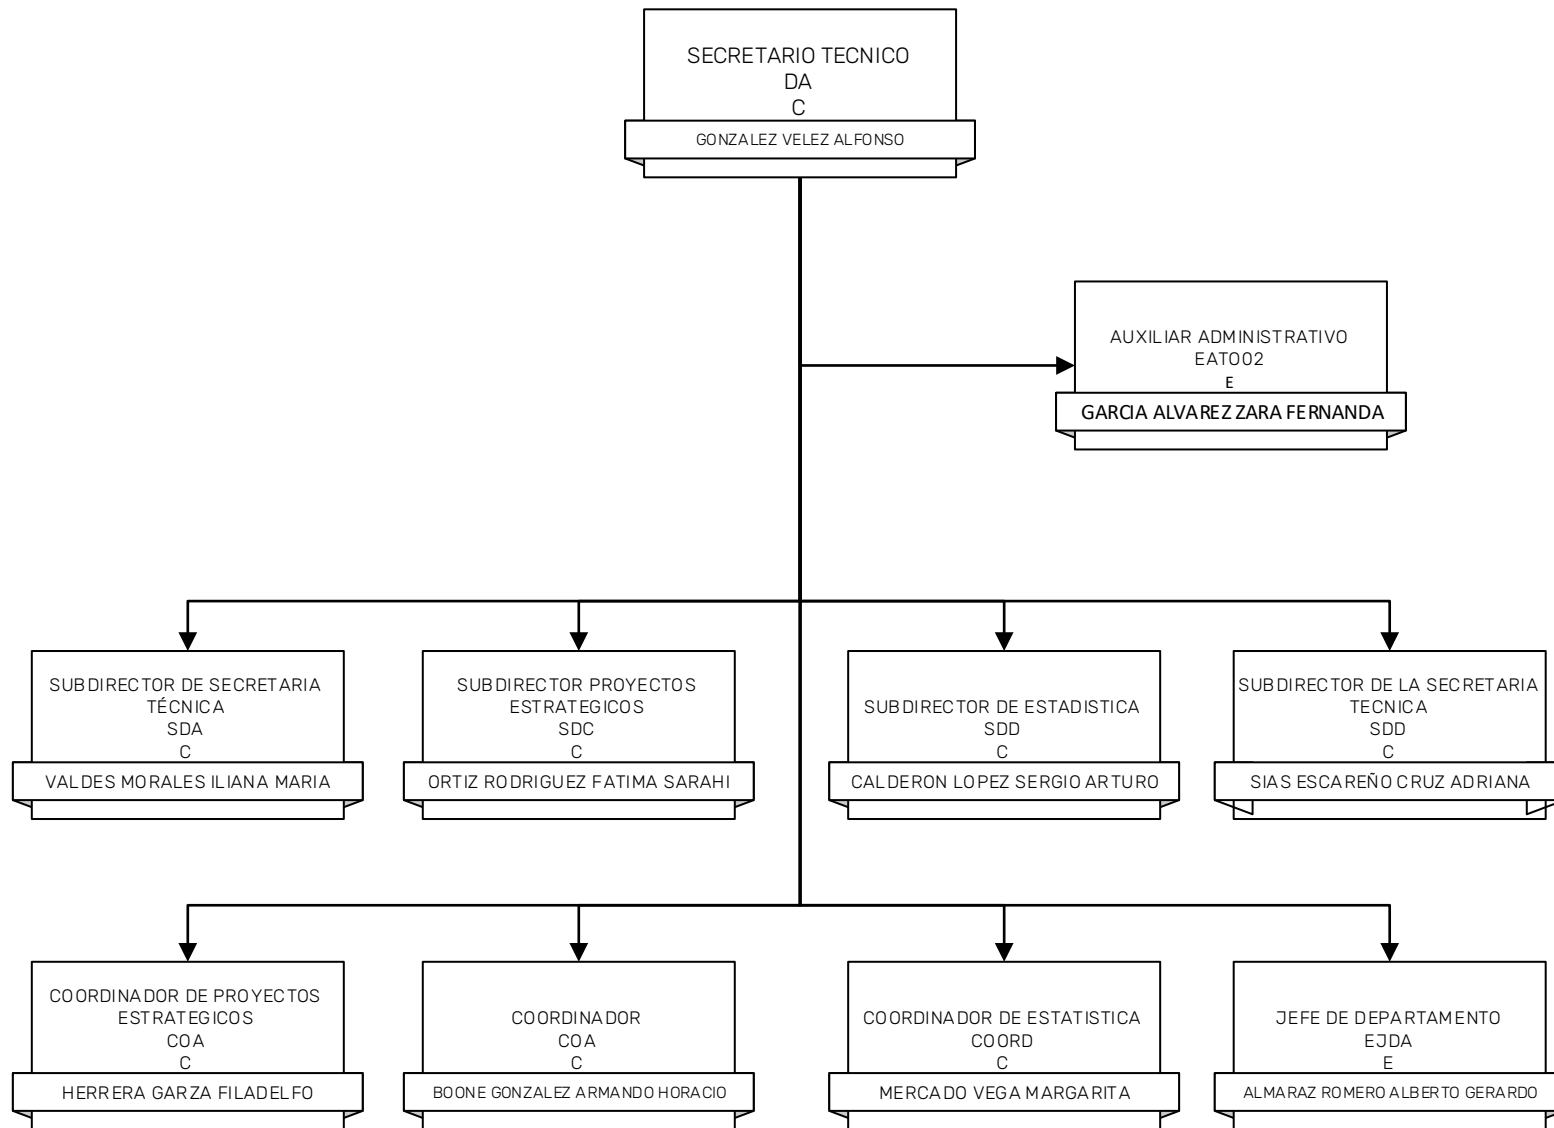 SECRETARIO TECNICO
DA
C
GONZALEZ VELEZ ALFONSO
AUXILIAR ADMINISTRATIVO
EAT002
E
GARCIA ALVAREZ ZARA FERNANDA
SUBDIRECTOR DE SECRETARIA
TÉCNICA
SDA
C
VALDES MORALES ILIANA MARIA
SUBDIRECTOR PROYECTOS
ESTRATEGICOS
SDC
C
ORTIZ RODRIGUEZ FATIMA SARAHI
SUBDIRECTOR DE ESTADISTICA
SDD
C
CALDERON LOPEZ SERGIO ARTURO
SUBDIRECTOR DE LA SECRETARIA
TECNICA
SDD
C
SIAS ESCAREÑO CRUZ ADRIANA
COORDINADOR DE PROYECTOS
ESTRATEGICOS
COA
C
HERRERA GARZA FILADELFO
COORDINADOR
COA
C
BOONE GONZALEZ ARMANDO HORACIO
COORDINADOR DE ESTATISTICA
COORD
C
MERCADO VEGA MARGARITA
JEFE DE DEPARTAMENTO
EJDA
E
ALMARAZ ROMERO ALBERTO GERARDO